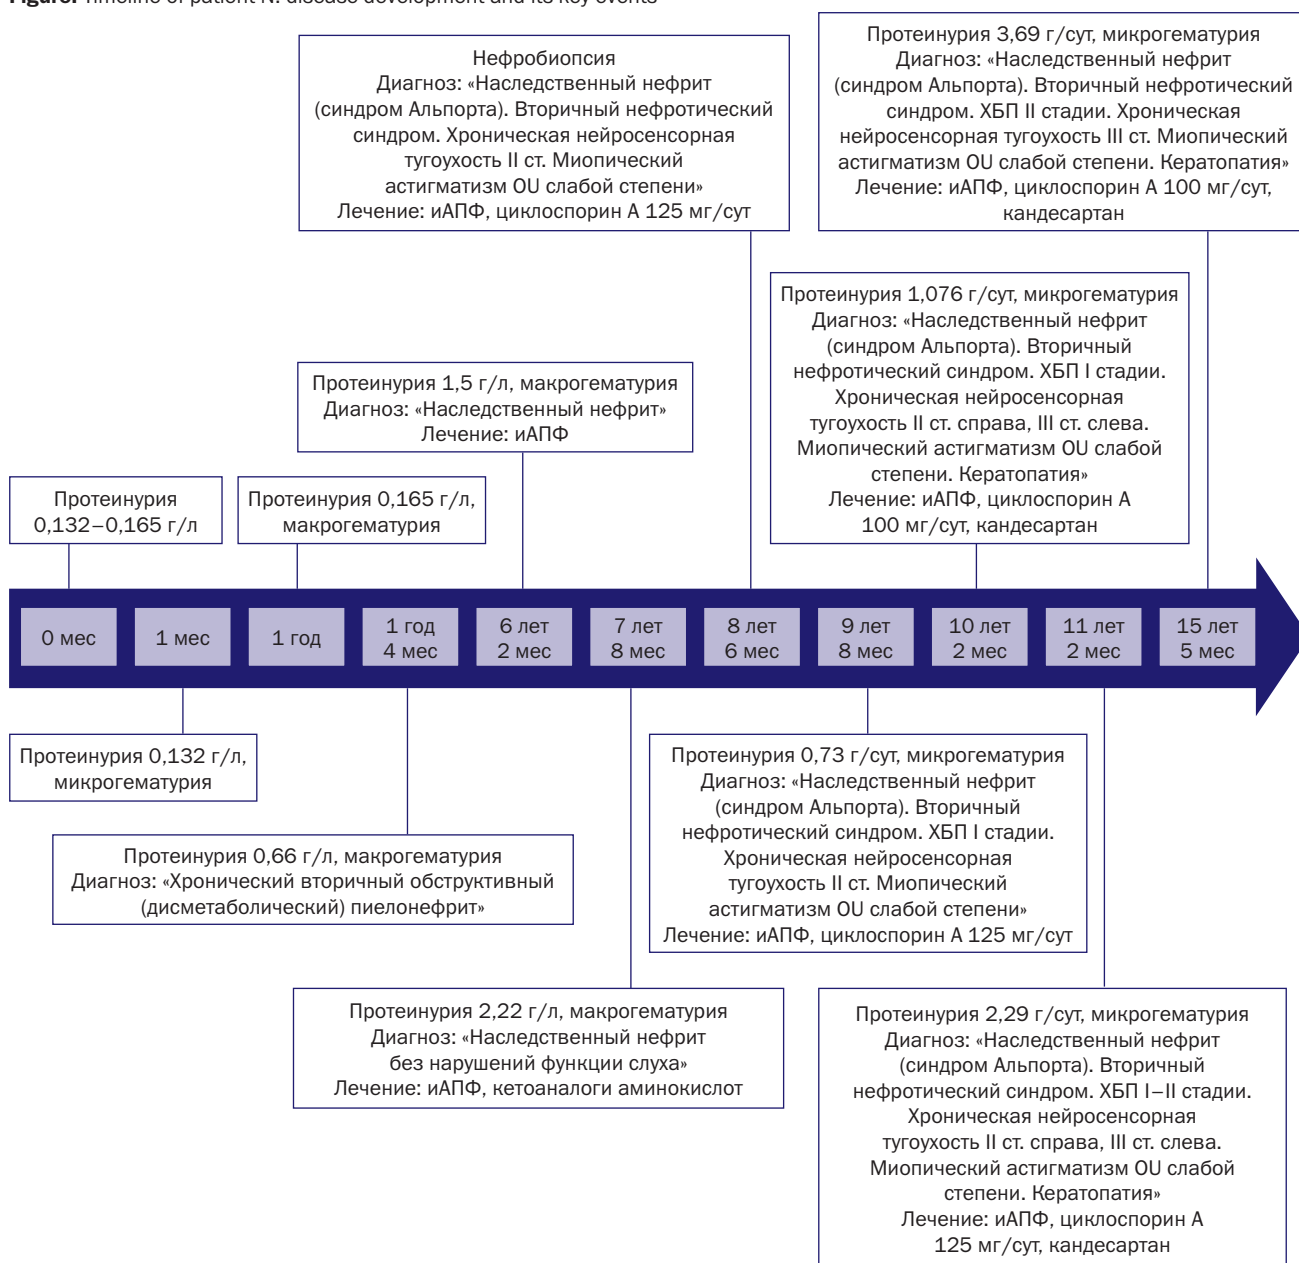 Figure. Timeline of patient N. disease development and its key events
Нефробиопсия
Диагноз: «Наследственный нефрит
(синдром Альпорта). Вторичный нефротический
синдром. Хроническая нейросенсорная
тугоухость II ст. Миопический
астигматизм OU слабой степени»
Лечение: иАПФ, циклоспорин А 125 мг/сут
Протеинурия 3,69 г/сут, микрогематурия
Диагноз: «Наследственный нефрит
(синдром Альпорта). Вторичный нефротический
синдром. ХБП II стадии. Хроническая
нейросенсорная тугоухость III ст. Миопический
астигматизм OU слабой степени. Кератопатия»
Лечение: иАПФ, циклоспорин А 100 мг/сут,
кандесартан
Протеинурия 1,076 г/сут, микрогематурия
Диагноз: «Наследственный нефрит
(синдром Альпорта). Вторичный
нефротический синдром. ХБП I стадии.
Хроническая нейросенсорная
тугоухость II ст. справа, III ст. слева.
Миопический астигматизм OU слабой
степени. Кератопатия»
Лечение: иАПФ, циклоспорин А
100 мг/сут, кандесартан
Протеинурия 1,5 г/л, макрогематурия
Диагноз: «Наследственный нефрит»
Лечение: иАПФ
Протеинурия
0,132–0,165 г/л
Протеинурия 0,165 г/л,
макрогематурия
0 мес
1 мес
1 год
1 год
4 мес
6 лет
2 мес
7 лет
8 мес
8 лет
6 мес
9 лет
8 мес
10 лет
2 мес
11 лет
2 мес
15 лет
5 мес
Протеинурия 0,132 г/л,
микрогематурия
Протеинурия 0,66 г/л, макрогематурия
Диагноз: «Хронический вторичный обструктивный
(дисметаболический) пиелонефрит»
Протеинурия 0,73 г/сут, микрогематурия
Диагноз: «Наследственный нефрит
(синдром Альпорта). Вторичный
нефротический синдром. ХБП I стадии.
Хроническая нейросенсорная
тугоухость II ст. Миопический
астигматизм OU слабой степени»
Лечение: иАПФ, циклоспорин А 125 мг/сут
Протеинурия 2,22 г/л, макрогематурия
Диагноз: «Наследственный нефрит
без нарушений функции слуха»
Лечение: иАПФ, кетоаналоги аминокислот
Протеинурия 2,29 г/сут, микрогематурия
Диагноз: «Наследственный нефрит
(синдром Альпорта). Вторичный
нефротический синдром. ХБП I–II стадии.
Хроническая нейросенсорная
тугоухость II ст. справа, III ст. слева.
Миопический астигматизм OU слабой
степени. Кератопатия»
Лечение: иАПФ, циклоспорин А
125 мг/сут, кандесартан